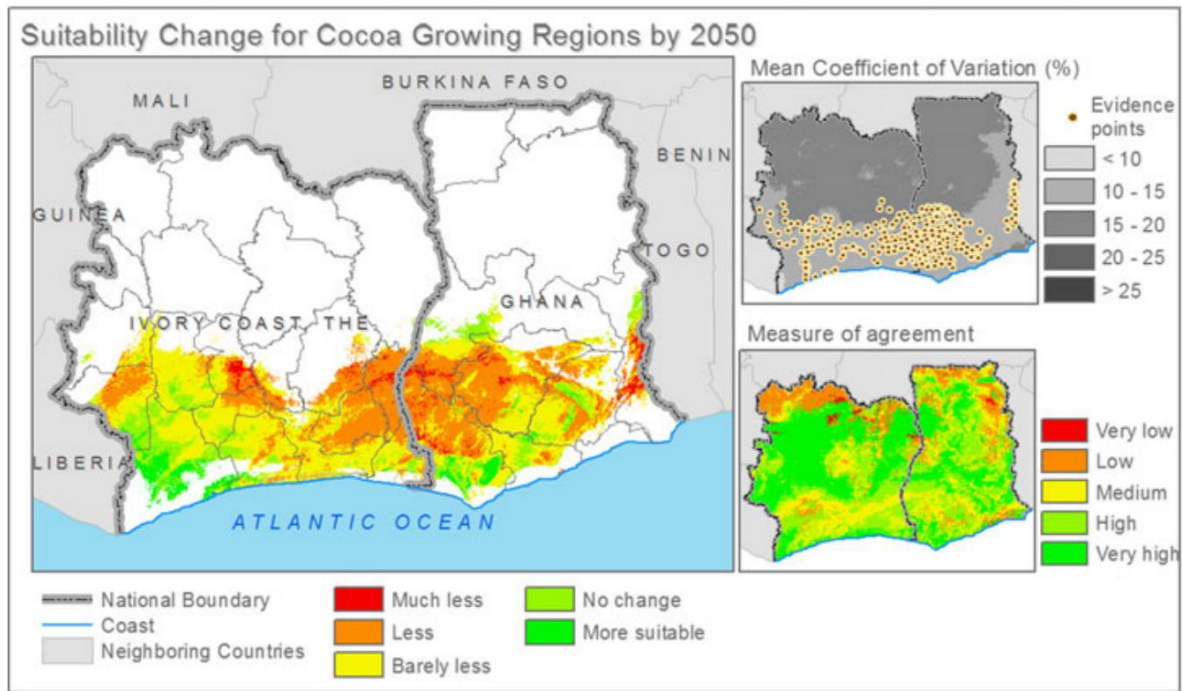 Suitability Change for Cocoa Growing Regions by 2050
MALI
BURKINA FASO
BENIN
GUINEA
TOGO
GHANA
IVORY COAST, THE
LIBERIA
ATLANTIC OCEAN
Mean Coefficient of Variation (%)
Evidence
points
< 10
10 - 15
15 - 20
20 - 25
> 25
Measure of agreement
Very low
Low
Medium
High
Very high
National Boundary
Coast
Neighboring Countries
Much less
Less
Barely less
No change
More suitable